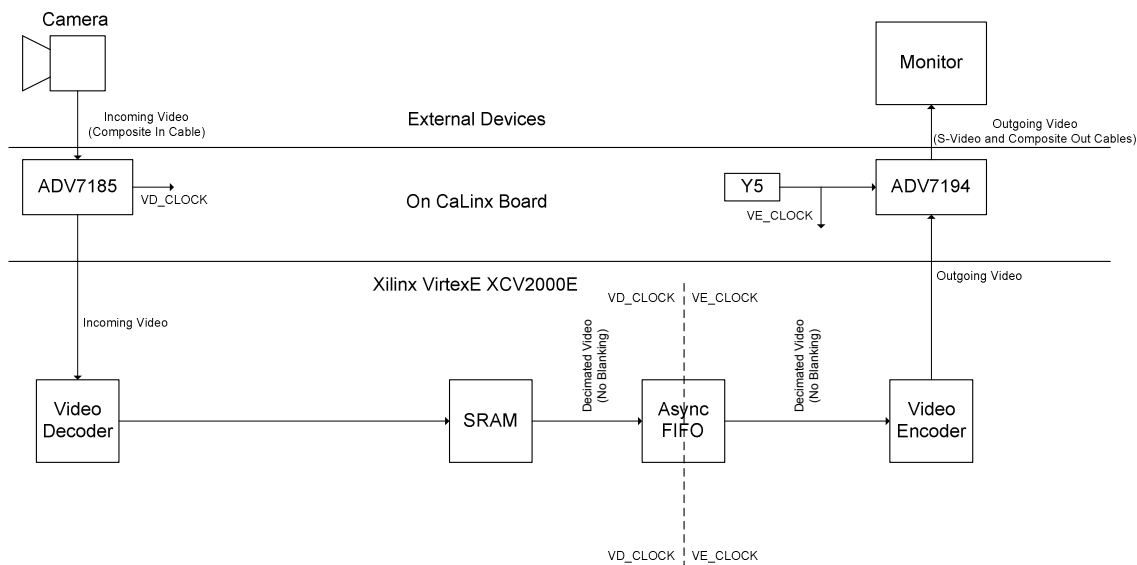 Camera
Incoming Video
(Composite In Cable)
External Devices
Monitor
Outgoing Video
(S-Video and Composite Out Cables)
ADV7185
VD_CLOCK
On CaLinx Board
Y5
VE_CLOCK
ADV7194
Xilinx VirtexE XCV2000E
Incoming Video
VD_CLOCK
VE_CLOCK
Outgoing Video
Video
Decoder
SRAM
Decimated Video
(No Blanking)
Async
FIFO
Decimated Video
(No Blanking)
Video
Encoder
VD_CLOCK
VE_CLOCK